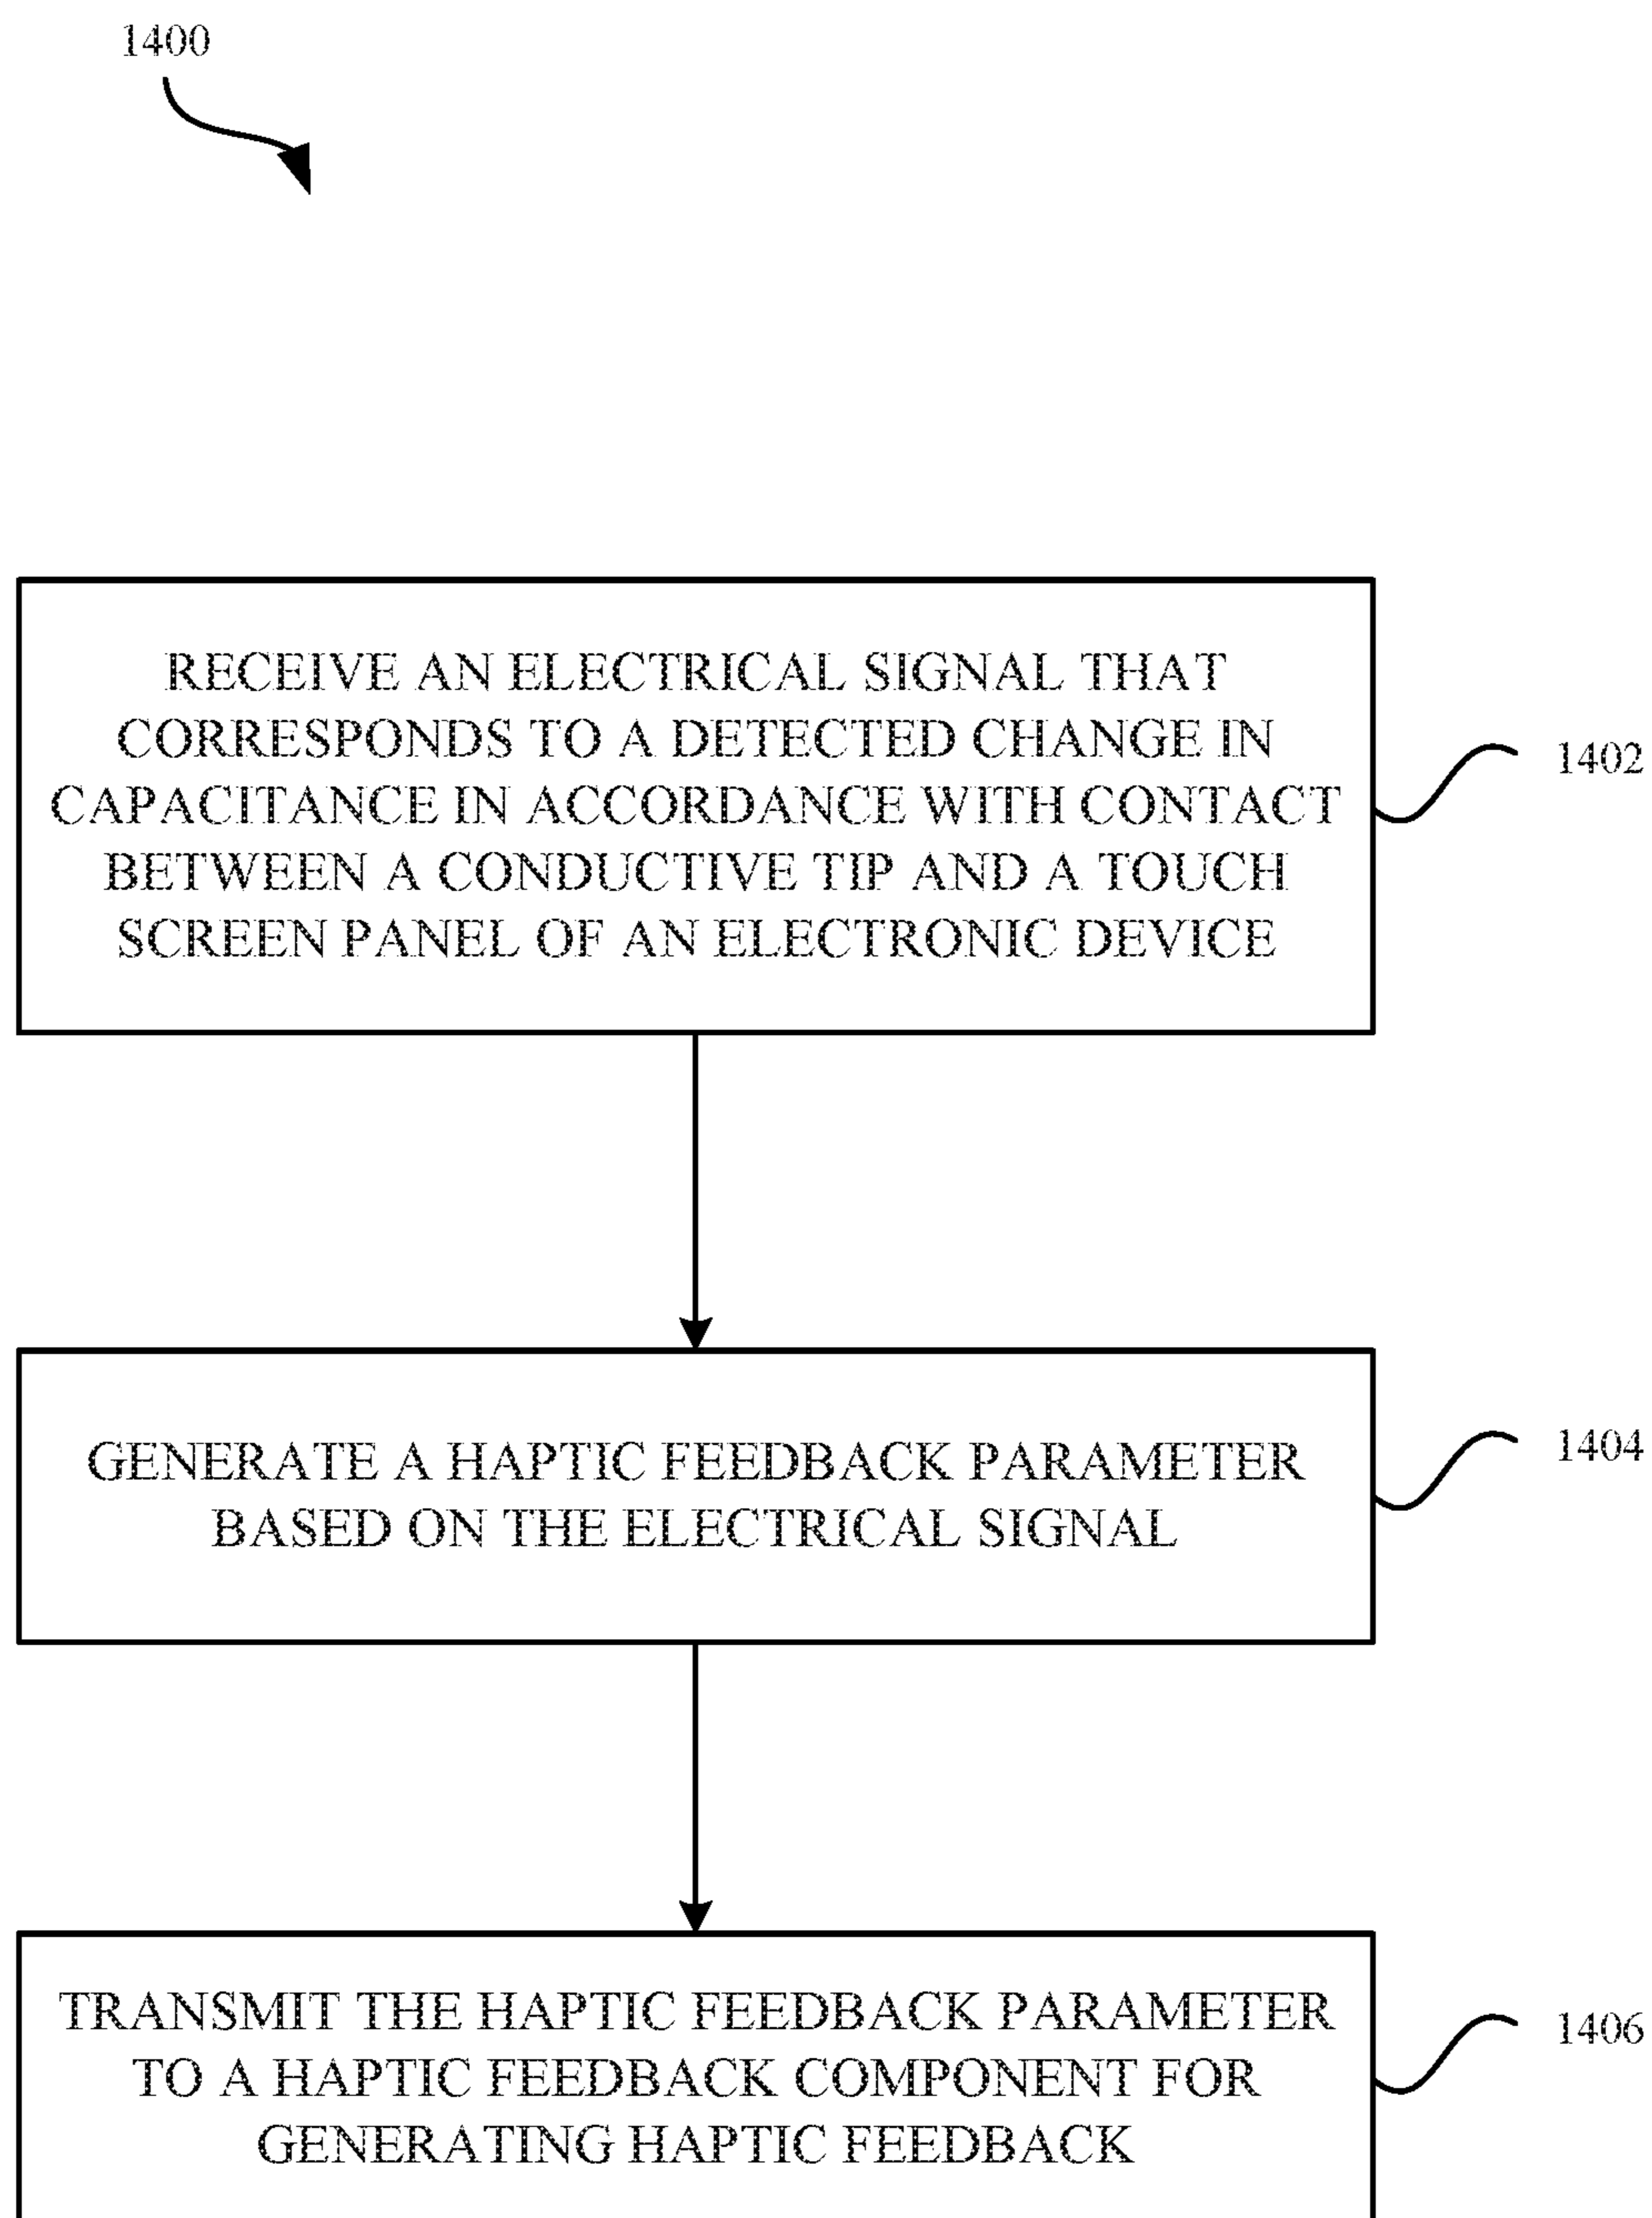 1400
RECEIVE AN ELECTRICAL SIGNAL THAT
CORRESPONDS TO A DETECTED CHANGE IN
CAPACITANCE IN ACCORDANCE WITH CONTACT
BETWEEN A CONDUCTIVE TIP AND A TOUCH
SCREEN PANEL OF AN ELECTRONIC DEVICE
1402
GENERATE A HAPTIC FEEDBACK PARAMETER
BASED ON THE ELECTRICAL SIGNAL
1404
TRANSMIT THE HAPTIC FEEDBACK PARAMETER
TO A HAPTIC FEEDBACK COMPONENT FOR
GENERATING HAPTIC FEEDBACK
1406